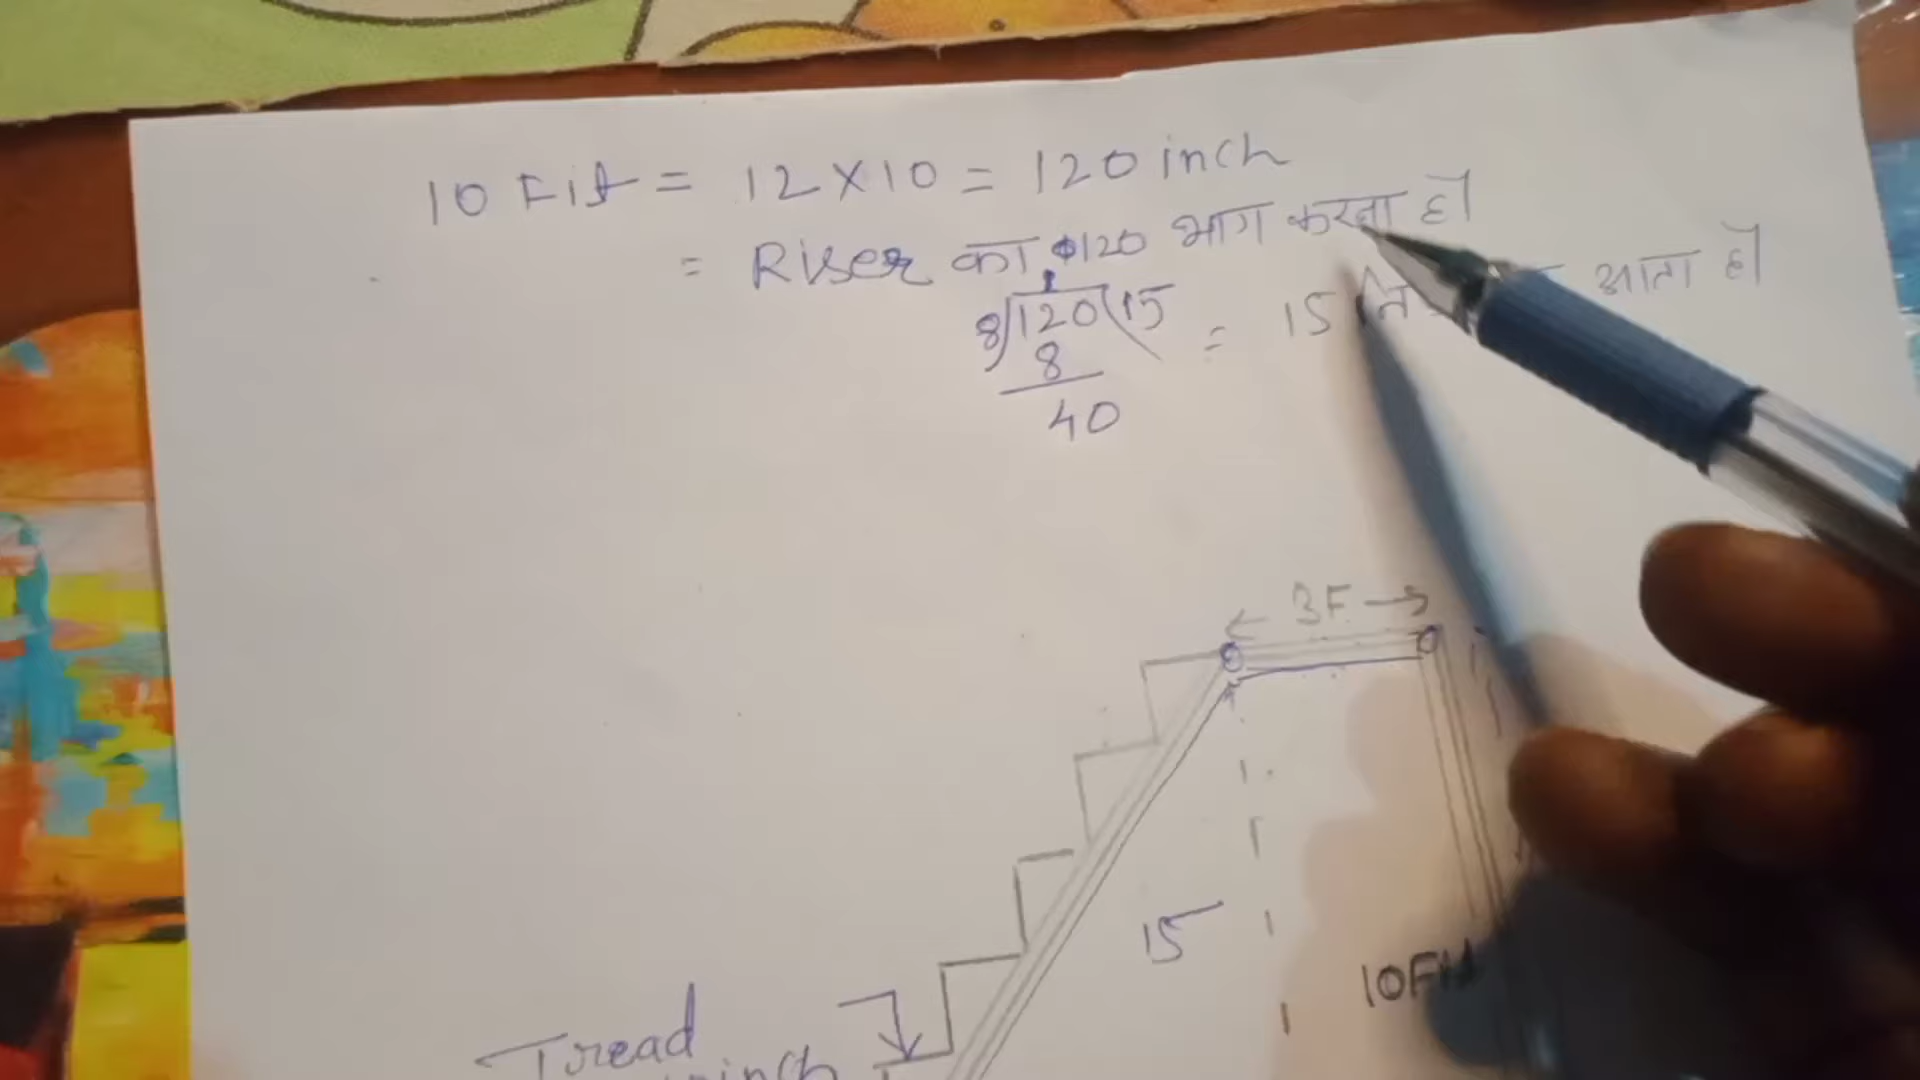 10 Fit = 12 X 10 = 120 inch
= Riser का 120 भाग करता हो
8)120(15
8
40
= 15 आता हो
3F
15
10Fit
Tread
inch